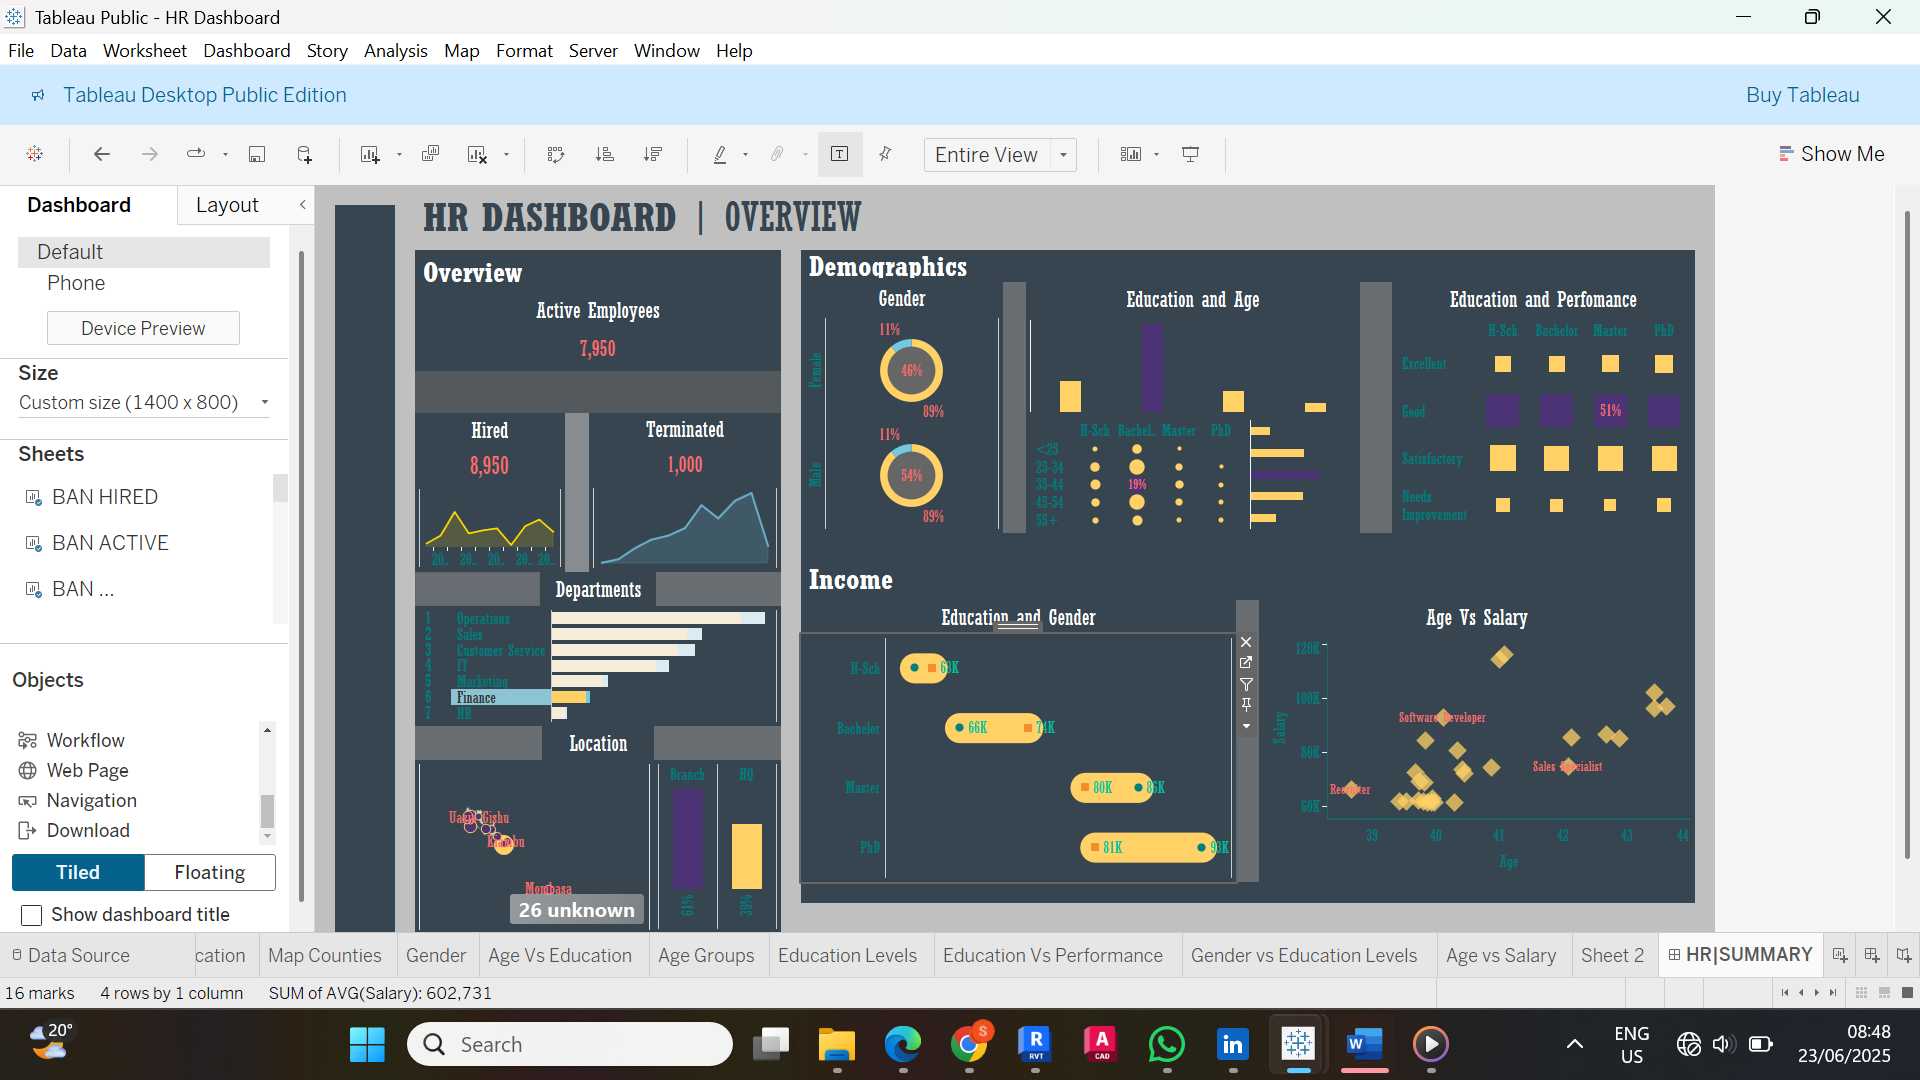 Tableau Public - HR Dashboard
File Data Worksheet Dashboard Story Analysis Map Format Server Window Help
Tableau Desktop Public Edition
Buy Tableau
Entire View
Show Me
Dashboard
Layout
Default
Phone
Device Preview
Size
Custom size (1400 x 800)
Sheets
BAN HIRED
BAN ACTIVE
BAN ...
Objects
Workflow
Web Page
Navigation
Download
Tiled
Floating
Show dashboard title
HR DASHBOARD | OVERVIEW
Overview
Active Employees
7,950
Hired
8,950
Terminated
1,000
20.. 20.. 20.. 20.. 20..
Departments
1 Operations
2 Sales
3 Customer Service
4 IT
5 Marketing
6 Finance
7 HR
Location
Uasin Gishu
Kiambu
Mombasa
26 unknown
Branch HQ
61% 39%
Demographics
Gender
Female
11%
46%
89%
Male
11%
54%
89%
Education and Age
H-Sch Bachel.. Master PhD
<25
25-34
35-44 19%
45-54
55+
Education and Perfomance
H-Sch Bachelor Master PhD
Excellent
Good 51%
Satisfactory
Needs
Improvement
Income
Education and Gender
H-Sch 63K
Bachelor 66K 74K
Master 80K 86K
PhD 81K 93K
Age Vs Salary
Salary
120K
100K
80K
60K
Software Developer
Sales Specialist
Recruiter
39 40 41 42 43 44
Age
Data Source
cation
Map Counties
Gender
Age Vs Education
Age Groups
Education Levels
Education Vs Performance
Gender vs Education Levels
Age vs Salary
Sheet 2
HR|SUMMARY
16 marks 4 rows by 1 column SUM of AVG(Salary): 602,731
20°
Search
S
R
RVT
A
CAD
in
W
ENG
US
08:48
23/06/2025